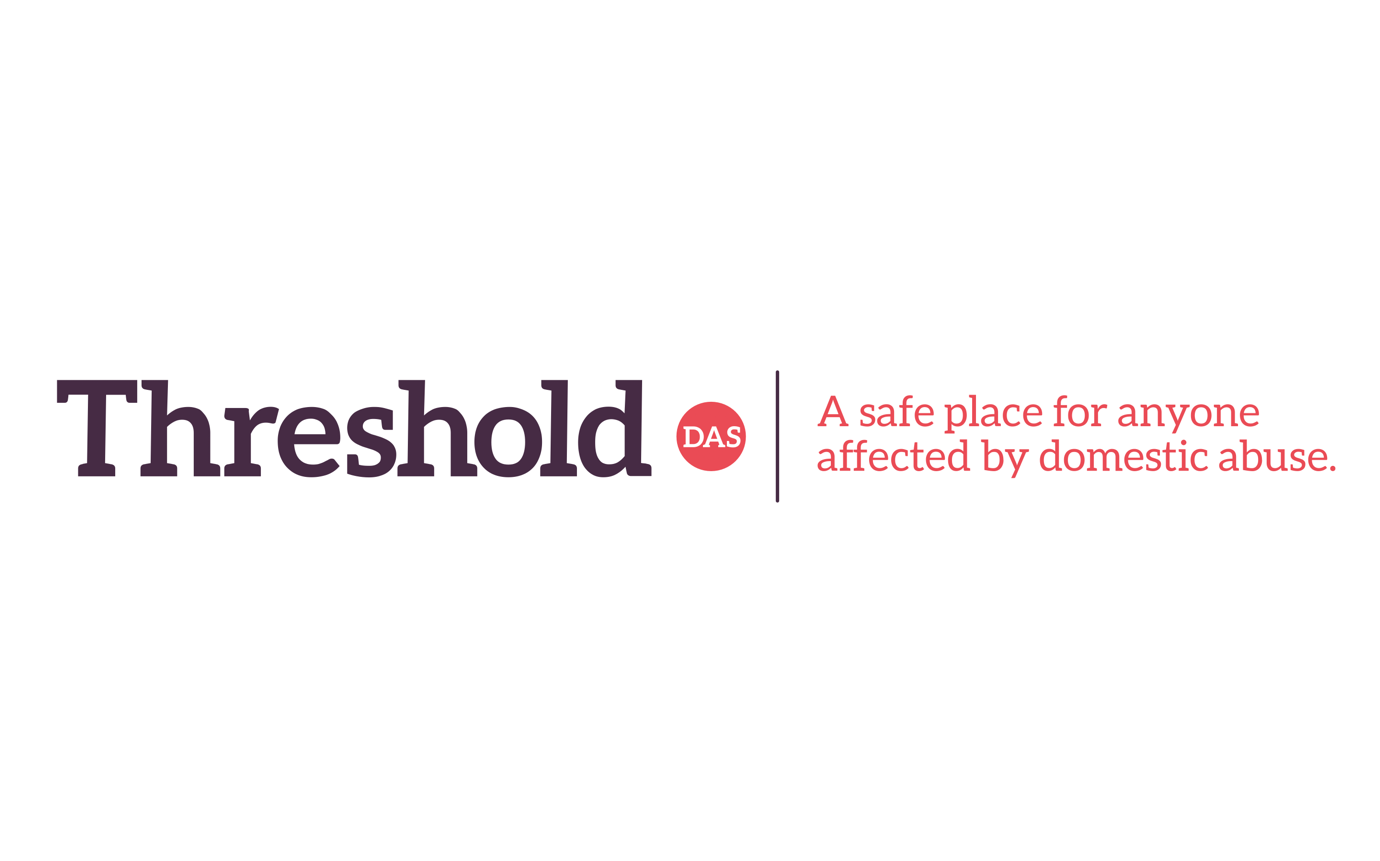 Threshold
DAS
A safe place for anyone
affected by domestic abuse.